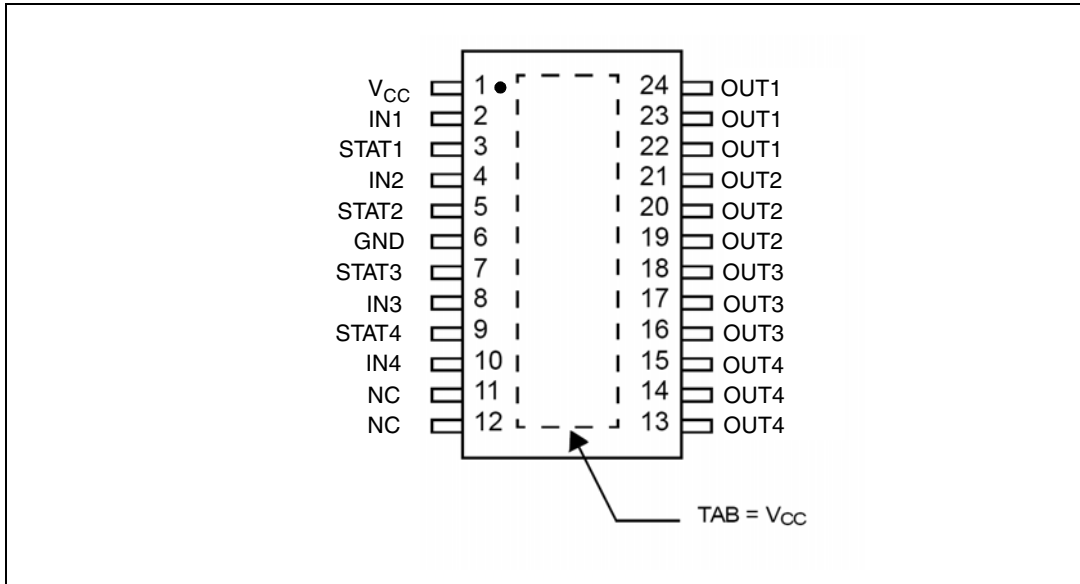 VCC 1 24 OUT1
IN1 2 23 OUT1
STAT1 3 22 OUT1
IN2 4 21 OUT2
STAT2 5 20 OUT2
GND 6 19 OUT2
STAT3 7 18 OUT3
IN3 8 17 OUT3
STAT4 9 16 OUT3
IN4 10 15 OUT4
NC 11 14 OUT4
NC 12 13 OUT4
TAB = VCC